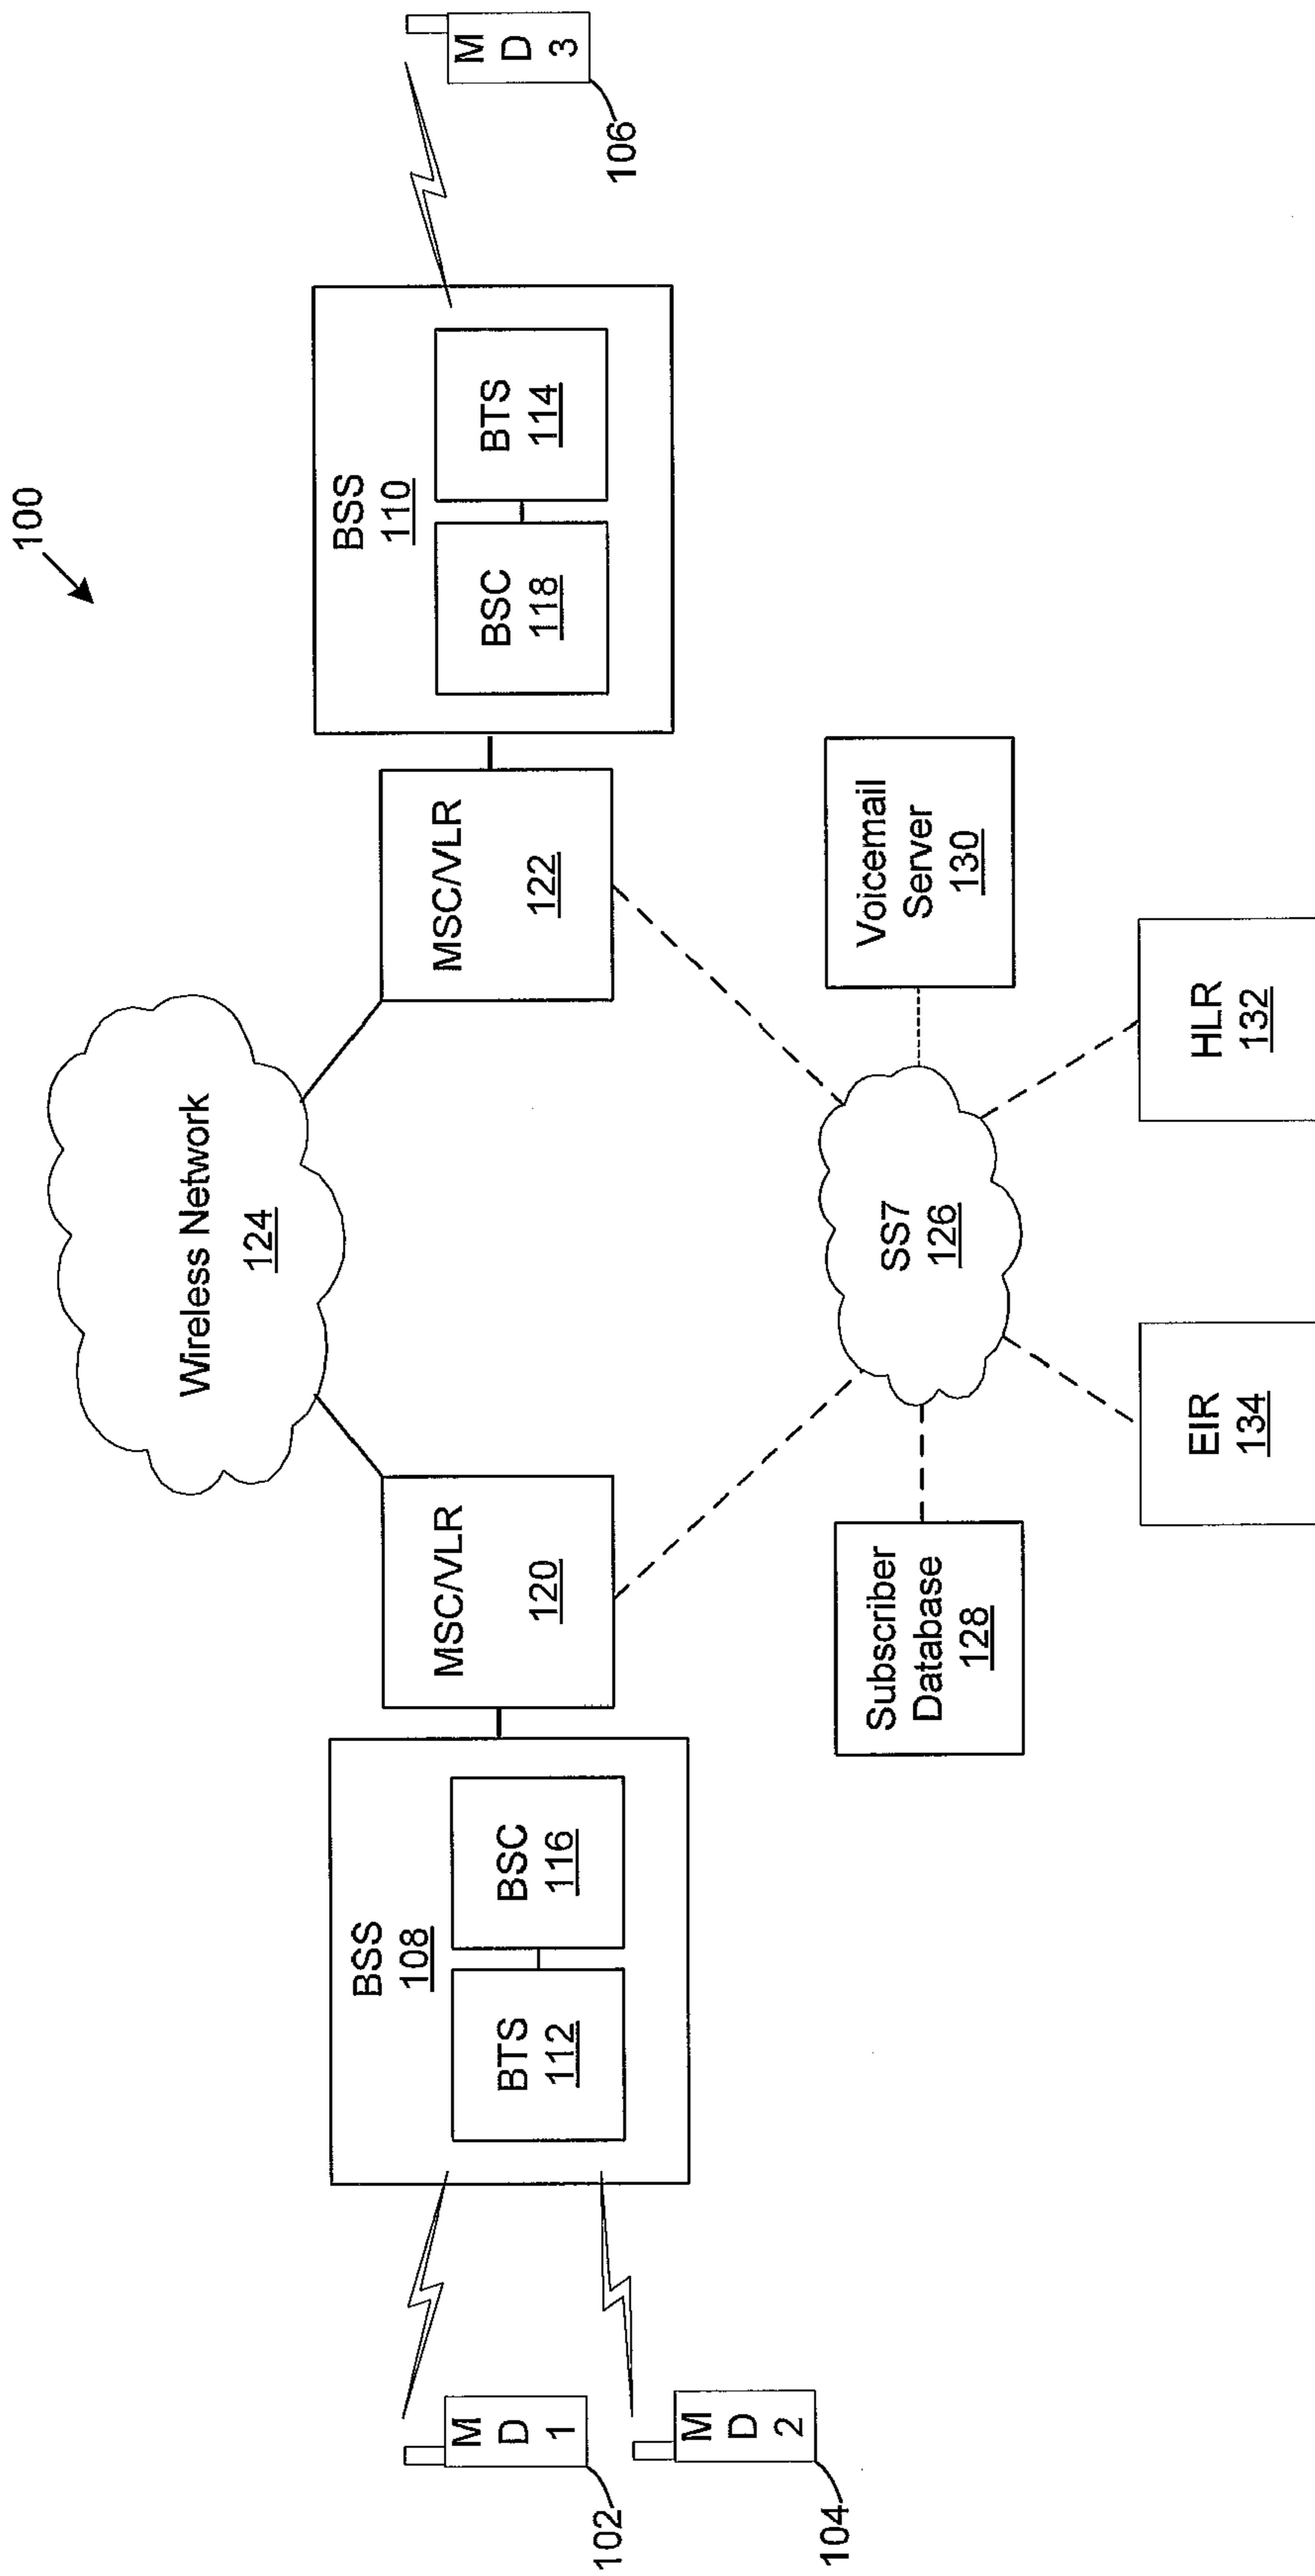 100
Wireless Network
124
BSS
108
BTS
112
BSC
116
MSC/VLR
120
MSC/VLR
122
BSS
110
BSC
118
BTS
114
M
D
1
102
M
D
2
104
M
D
3
106
SS7
126
Subscriber
Database
128
Voicemail
Server
130
EIR
134
HLR
132